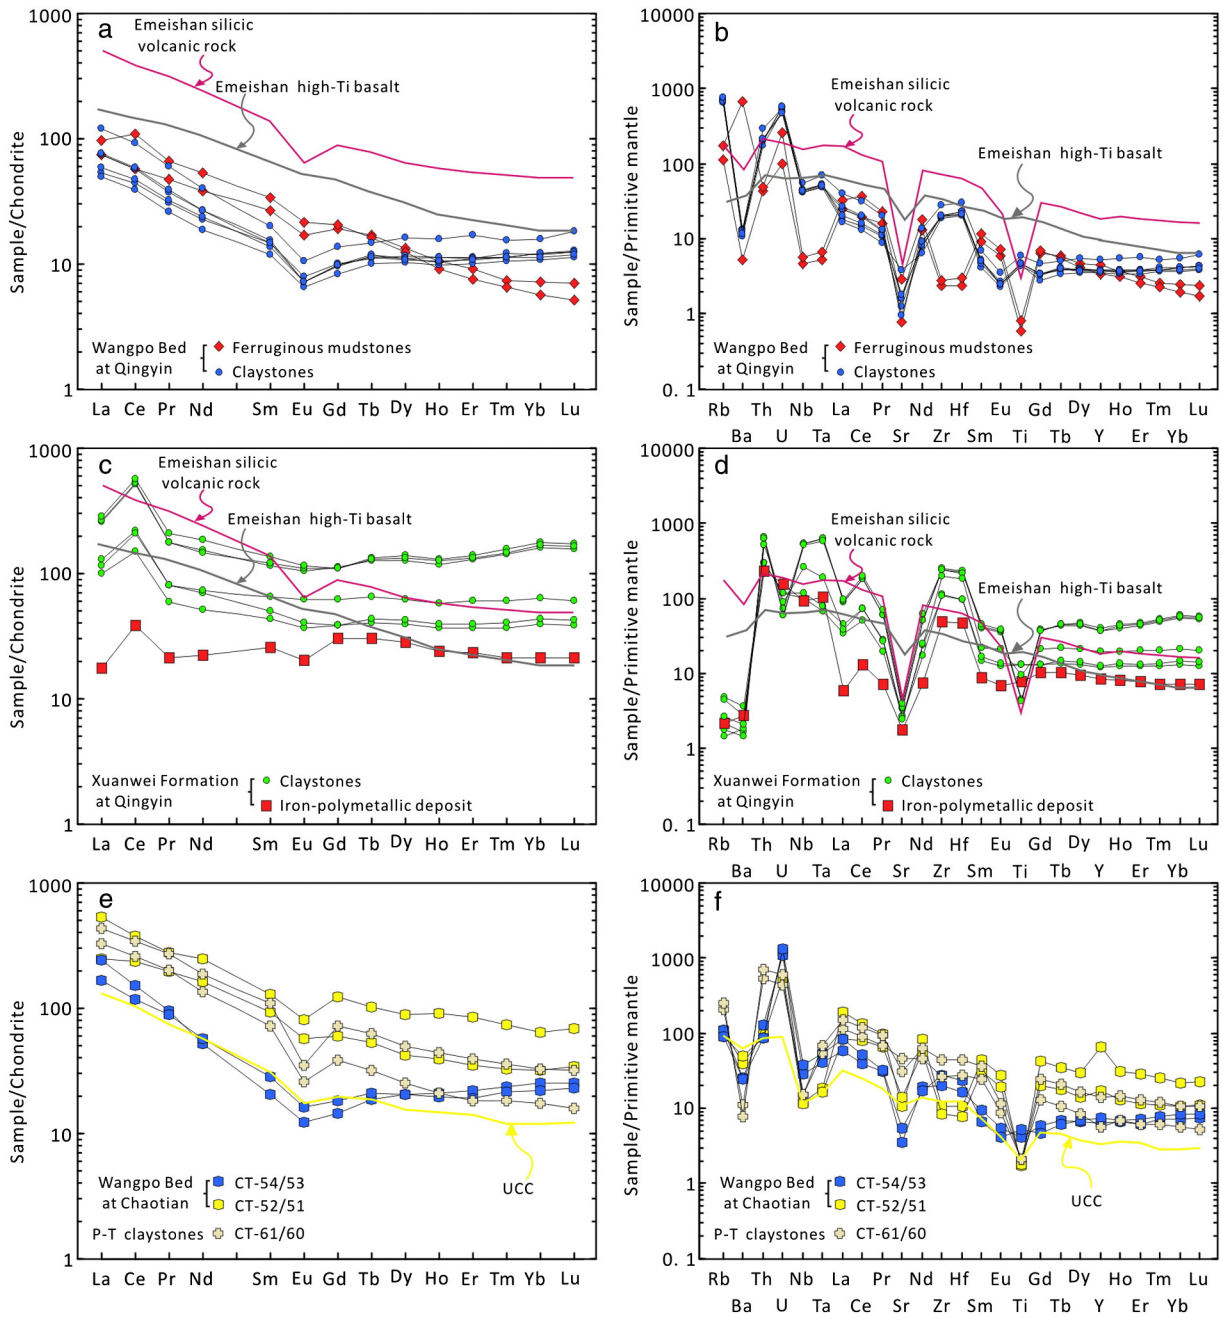 a
1000
100
10
1
Sample/Chondrite
Emeishan silicic
volcanic rock
Emeishan high-Ti basalt
Wangpo Bed
at Qingyin
Ferruginous mudstones
Claystones
La Ce Pr Nd Sm Eu Gd Tb Dy Ho Er Tm Yb Lu
b
10000
1000
100
10
1
0.1
Sample/Primitive mantle
Emeishan silicic
volcanic rock
Emeishan high-Ti basalt
Wangpo Bed
at Qingyin
Ferruginous mudstones
Claystones
Rb Th Nb La Pr Nd Hf Eu Gd Dy Ho Tm Lu
Ba U Ta Ce Sr Zr Sm Ti Tb Y Er Yb
c
1000
100
10
1
Sample/Chondrite
Emeishan silicic
volcanic rock
Emeishan high-Ti basalt
Xuanwei Formation
at Qingyin
Claystones
Iron-polymetallic deposit
La Ce Pr Nd Sm Eu Gd Tb Dy Ho Er Tm Yb Lu
d
10000
1000
100
10
1
0.1
Sample/Primitive mantle
Emeishan silicic
volcanic rock
Emeishan high-Ti basalt
Xuanwei Formation
at Qingyin
Claystones
Iron-polymetallic deposit
Rb Th Nb La Pr Nd Hf Eu Gd Dy Ho Tm Lu
Ba U Ta Ce Sr Zr Sm Ti Tb Y Er Yb
e
1000
100
10
1
Sample/Chondrite
UCC
Wangpo Bed
at Chaotian
CT-54/53
CT-52/51
P-T claystones
CT-61/60
La Ce Pr Nd Sm Eu Gd Tb Dy Ho Er Tm Yb Lu
f
10000
1000
100
10
1
0.1
Sample/Primitive mantle
UCC
Wangpo Bed
at Chaotian
CT-54/53
CT-52/51
P-T claystones
CT-61/60
Rb Th Nb La Pr Nd Hf Eu Gd Dy Ho Tm Lu
Ba U Ta Ce Sr Zr Sm Ti Tb Y Er Yb